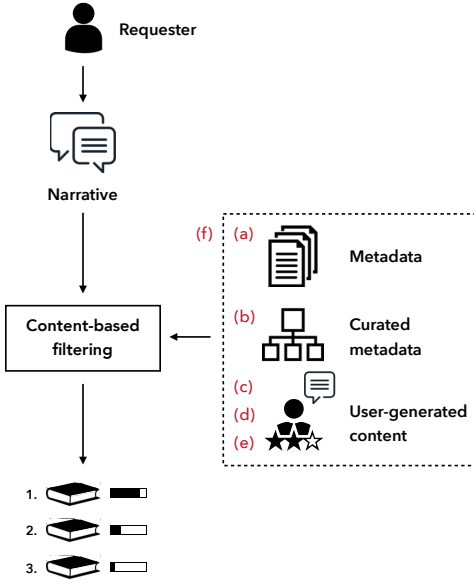 Requester
Narrative
(f) (a)
Metadata
Content-based
filtering
(b)
Curated
metadata
(c)
(d)
(e)
User-generated
content
1.
2.
3.